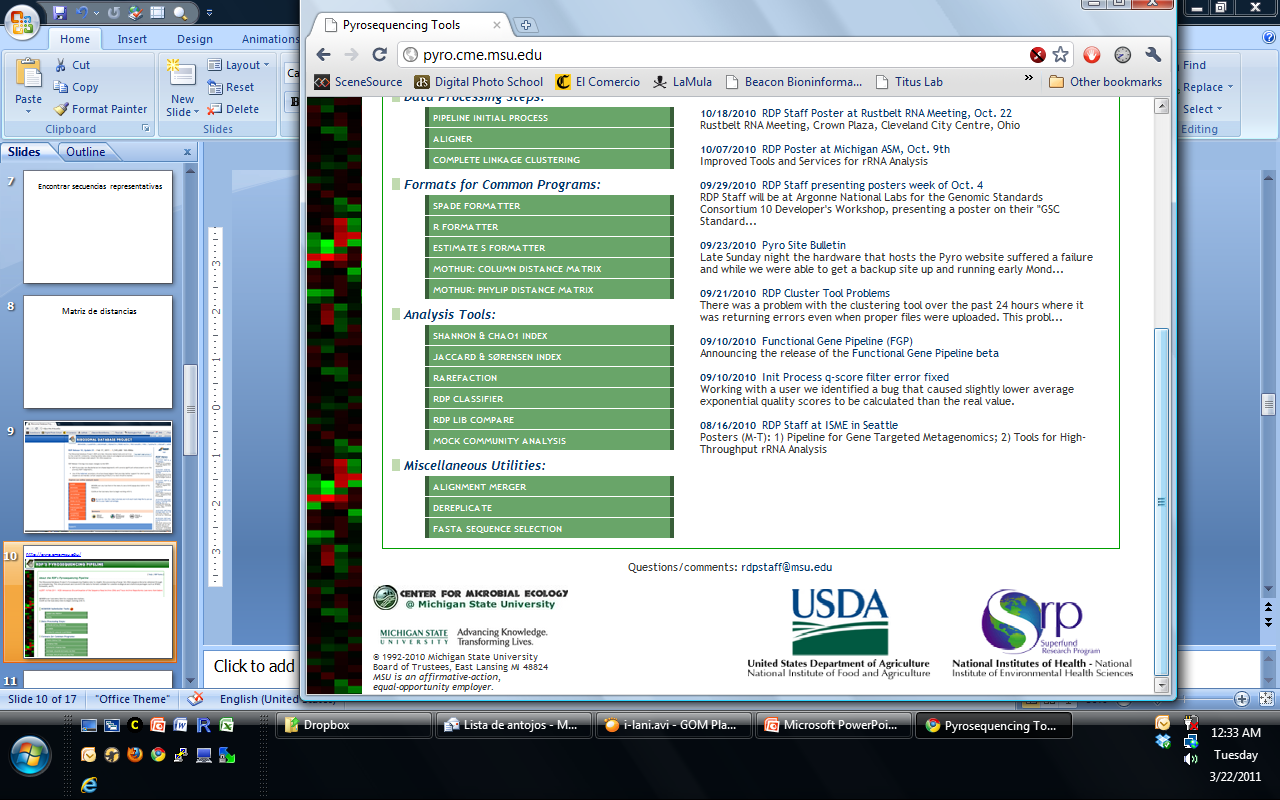 Home
Insert
Design
Animations
Paste
Cut
Copy
Format Painter
Clipboard
New
Slide
Layout
Reset
Delete
Slides
Ca
B
Find
Replace
Select
Editing
Slides
Outline
7
Encontrar secuencias representativas
8
Matriz de distancias
9
10
http://pyro.cme.msu.edu/
RDP'S PYROSEQUENCING PIPELINE
11
Pyrosequencing Tools
pyro.cme.msu.edu
SceneSource
Digital Photo School
El Comercio
LaMula
Beacon Bioninforma...
Titus Lab
»
Other bookmarks
Data Processing Steps:
PIPELINE INITIAL PROCESS
ALIGNER
COMPLETE LINKAGE CLUSTERING
Formats for Common Programs:
SPADE FORMATTER
R FORMATTER
ESTIMATE S FORMATTER
MOTHUR: COLUMN DISTANCE MATRIX
MOTHUR: PHYLIP DISTANCE MATRIX
Analysis Tools:
SHANNON & CHAO1 INDEX
JACCARD & SØRENSEN INDEX
RAREFACTION
RDP CLASSIFIER
RDP LIB COMPARE
MOCK COMMUNITY ANALYSIS
Miscellaneous Utilities:
ALIGNMENT MERGER
DEREPLICATE
FASTA SEQUENCE SELECTION
10/18/2010 RDP Staff Poster at Rustbelt RNA Meeting, Oct. 22
Rustbelt RNA Meeting, Crown Plaza, Cleveland City Centre, Ohio
10/07/2010 RDP Poster at Michigan ASM, Oct. 9th
Improved Tools and Services for rRNA Analysis
09/29/2010 RDP Staff presenting posters week of Oct. 4
RDP Staff will be at Argonne National Labs for the Genomic Standards
Consortium 10 Developer's Workshop, presenting a poster on their "GSC
Standard...
09/23/2010 Pyro Site Bulletin
Late Sunday night the hardware that hosts the Pyro website suffered a failure
and while we were able to get a backup site up and running early Mond...
09/21/2010 RDP Cluster Tool Problems
There was a problem with the clustering tool over the past 24 hours where it
was returning errors even when proper files were uploaded. This probl...
09/10/2010 Functional Gene Pipeline (FGP)
Announcing the release of the Functional Gene Pipeline beta
09/10/2010 Init Process q-score filter error fixed
Working with a user we identified a bug that caused slightly lower average
exponential quality scores to be calculated than the real value.
08/16/2010 RDP Staff at ISME in Seattle
Posters (M-T): 1) Pipeline for Gene Targeted Metagenomics; 2) Tools for High-
Throughput rRNA Analysis
Questions/comments: rdpstaff@msu.edu
CENTER FOR MICROBIAL ECOLOGY
@ Michigan State University
MICHIGAN STATE
UNIVERSITY
Advancing Knowledge.
Transforming Lives.
© 1992-2010 Michigan State University
Board of Trustees, East Lansing MI 48824
MSU is an affirmative-action,
equal-opportunity employer.
USDA
United States Department of Agriculture
National Institute of Food and Agriculture
Srp
Superfund
Research Program
National Institutes of Health - National
Institute of Environmental Health Sciences
Click to add
Slide 10 of 17
"Office Theme"
English (United States)
Dropbox
Lista de antojos - M...
i-lani.avi - GOM Pla...
Microsoft PowerPoi...
Pyrosequencing To...
12:33 AM
Tuesday
3/22/2011